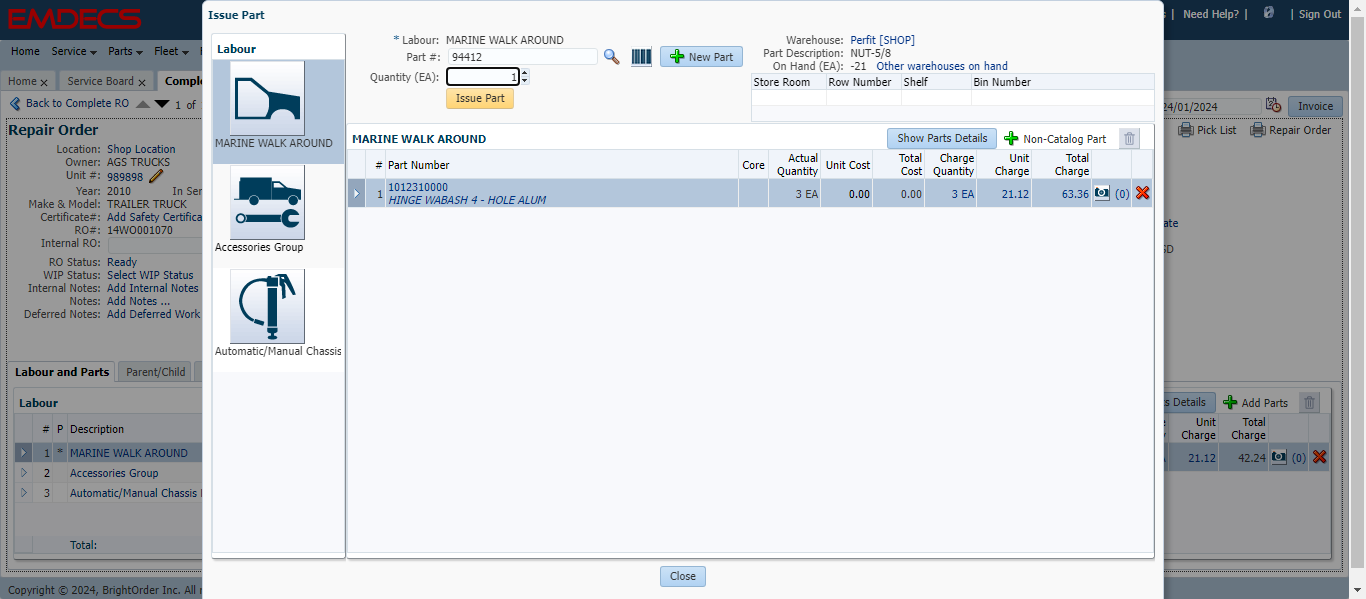 EMDECS
Need Help? | | Sign Out
Home Service Parts Fleet
Home Service Board Comple
Back to Complete RO 1 of
24/01/2024 Invoice
Pick List Repair Order
Repair Order
Location: Shop Location
Owner: AGS TRUCKS
Unit #: 989898
Year: 2010 In Ser
Make & Model: TRAILER TRUCK
Certificate#: Add Safety Certifica
RO#: 14WO001070
Internal RO:
RO Status: Ready
WIP Status: Select WIP Status
Internal Notes: Add Internal Notes
Notes: Add Notes ...
Deferred Notes: Add Deferred Work
Labour and Parts Parent/Child
Labour
# P Description
1 * MARINE WALK AROUND
2 Accessories Group
3 Automatic/Manual Chassis
Total:
Copyright © 2024, BrightOrder Inc. All
Issue Part
Labour
MARINE WALK AROUND
Accessories Group
Automatic/Manual Chassis
* Labour: MARINE WALK AROUND
Part #: 94412 New Part
Quantity (EA): 1
Issue Part
Warehouse: Perfit [SHOP]
Part Description: NUT-5/8
On Hand (EA): -21 Other warehouses on hand
Store Room Row Number Shelf Bin Number
MARINE WALK AROUND Show Parts Details Non-Catalog Part
# Part Number Core Actual Quantity Unit Cost Total Cost Charge Quantity Unit Charge Total Charge
1 1012310000 3 EA 0.00 0.00 3 EA 21.12 63.36 (0)
HINGE WABASH 4 - HOLE ALUM
Close
ate
SD
s Details Add Parts
Unit Charge Total Charge
21.12 42.24 (0)